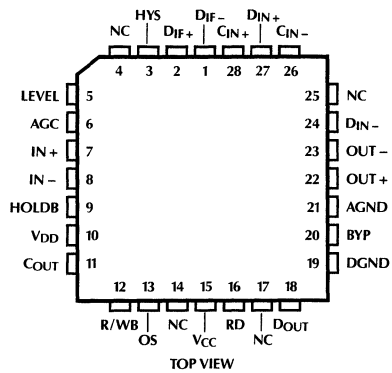 HYS DIF- DIN+
NC DIF+ CIN+ CIN-
4 3 2 1 28 27 26
LEVEL 5 25 NC
AGC 6 24 DIN-
IN+ 7 23 OUT-
IN- 8 22 OUT+
HOLDB 9 21 AGND
VDD 10 20 BYP
COUT 11 19 DGND
12 13 14 15 16 17 18
R/WB NC RD DOUT
OS VCC NC
TOP VIEW